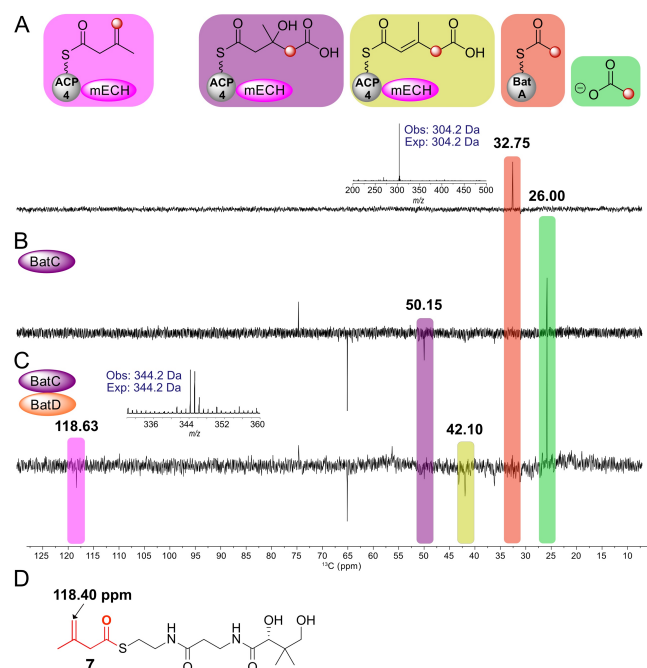 A
O
S
ACP
4
mECH
O
HO
O
S
OH
ACP
4
mECH
O
O
S
OH
ACP
4
mECH
O
S
Bat
A
O
⊖
O
Obs: 304.2 Da
Exp: 304.2 Da
200 250 300 350 400 450 500
m/z
32.75
26.00
B
BatC
50.15
C
BatC
BatD
Obs: 344.2 Da
Exp: 344.2 Da
336 344 352 360
m/z
118.63
42.10
125 120 115 110 105 100 95 90 85 80 75 70 65 60 55 50 45 40 35 30 25 20 15 10
¹³C (ppm)
D
118.40 ppm
O
S
H
N
O
H
N
O
OH
OH
7